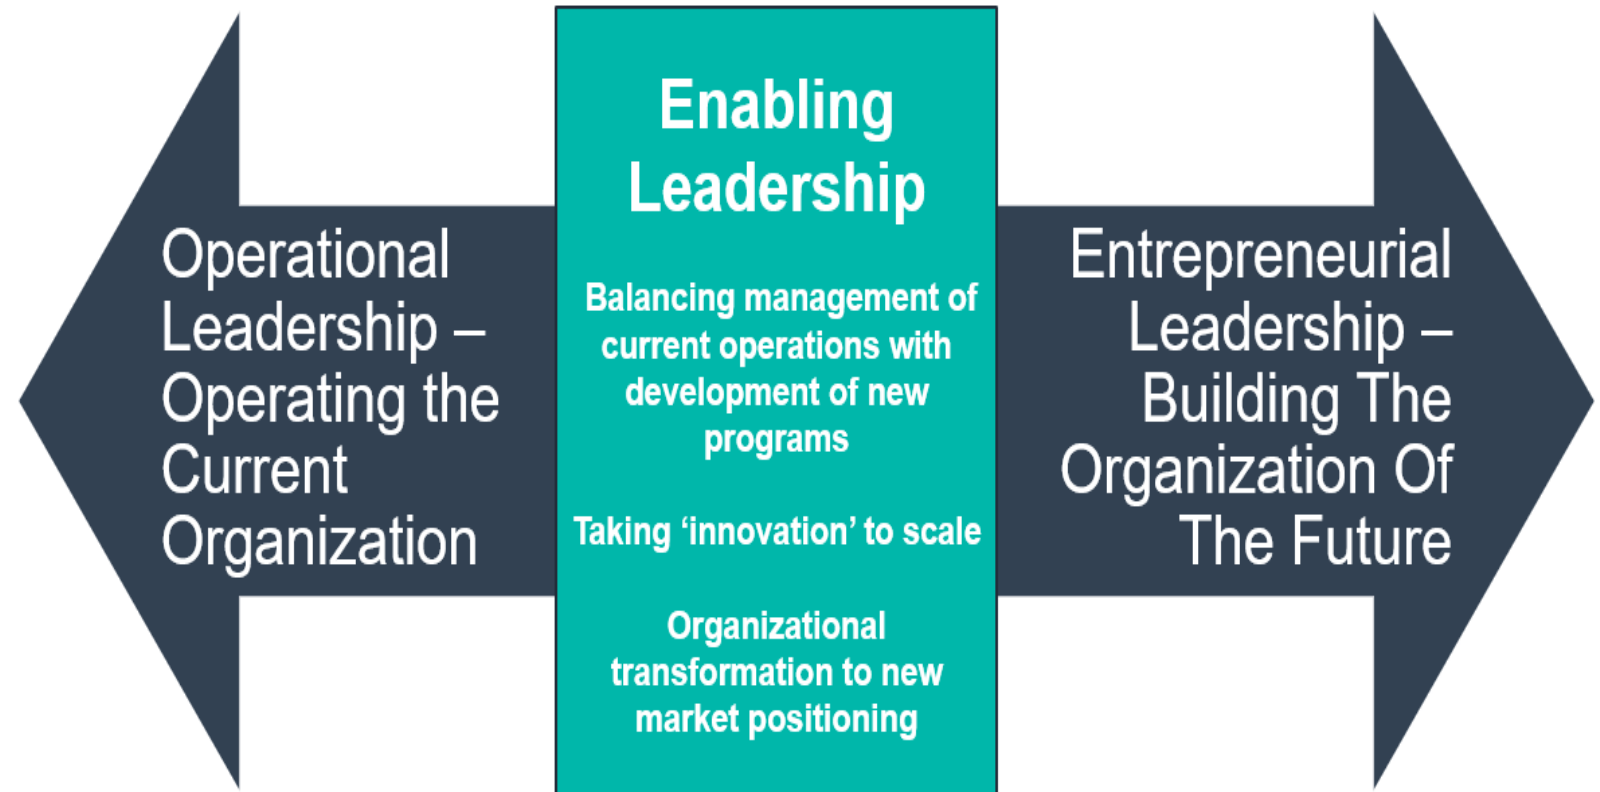 Operational
Leadership –
Operating the
Current
Organization
Enabling
Leadership
Balancing management of
current operations with
development of new
programs
Taking ‘innovation’ to scale
Organizational
transformation to new
market positioning
Entrepreneurial
Leadership –
Building The
Organization Of
The Future